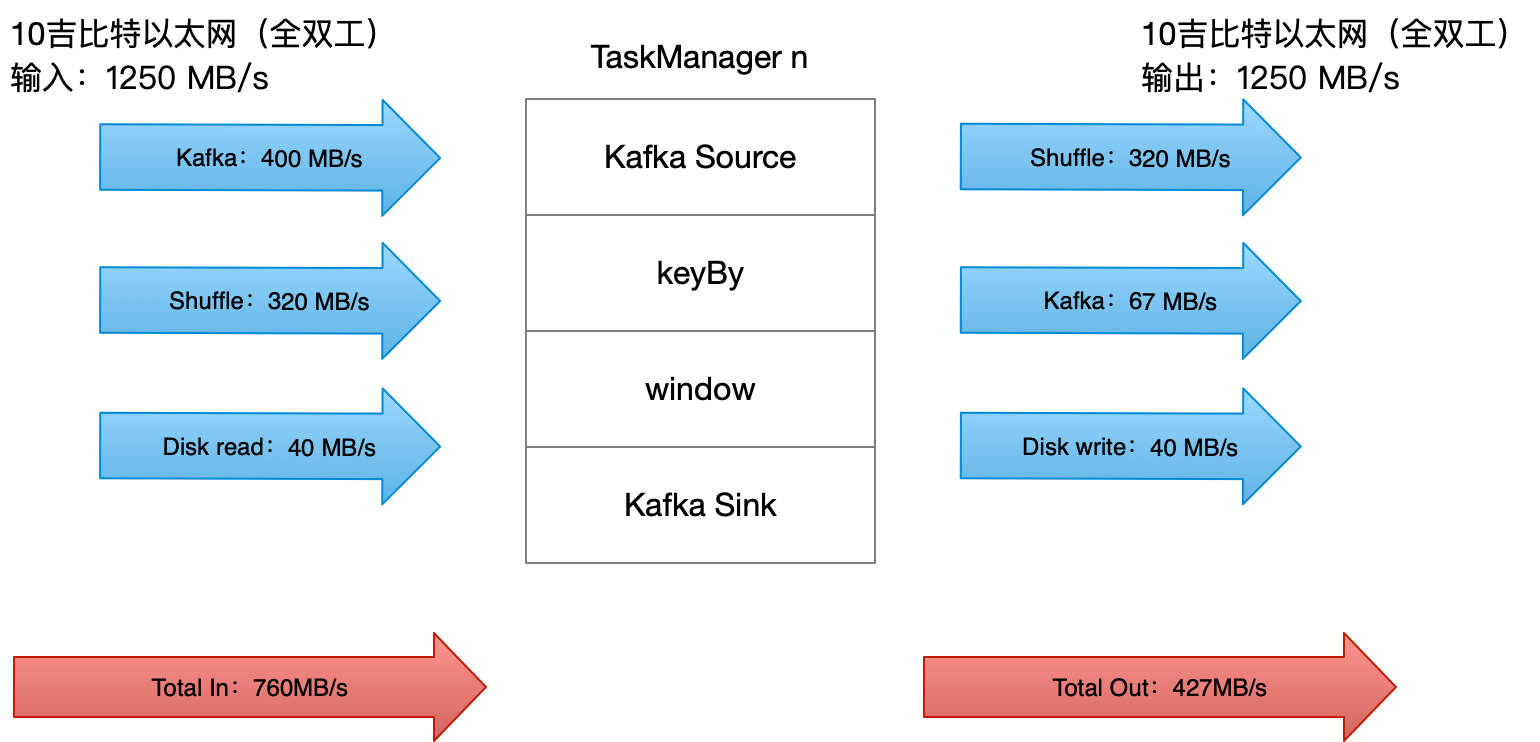 10吉比特以太网（全双工）
输入：1250 MB/s
10吉比特以太网（全双工）
输出：1250 MB/s
TaskManager n
Kafka：400 MB/s
Kafka Source
Shuffle：320 MB/s
Shuffle：320 MB/s
keyBy
Kafka：67 MB/s
Disk read：40 MB/s
window
Disk write：40 MB/s
Kafka Sink
Total In：760MB/s
Total Out：427MB/s